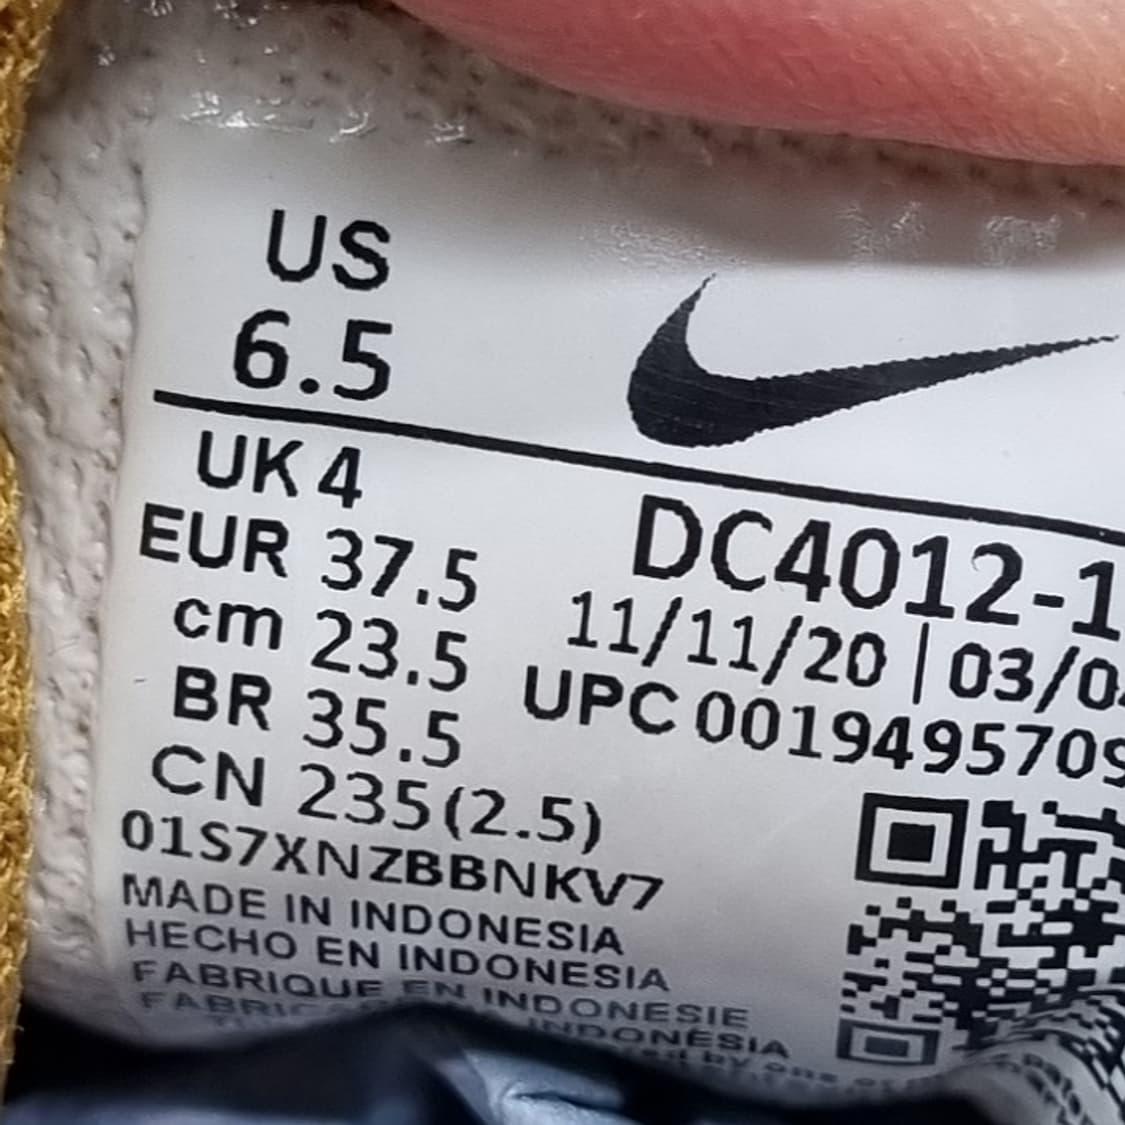 US
6.5
UK 4
EUR 37.5
cm 23.5
BR 35.5
CN 235(2.5)
DC4012-1
11/11/20 | 03/0
UPC 0019495709
01S7XNZBBNKV7
MADE IN INDONESIA
HECHO EN INDONESIA
FABRIQUE EN INDONESIE
INDONÉSIA